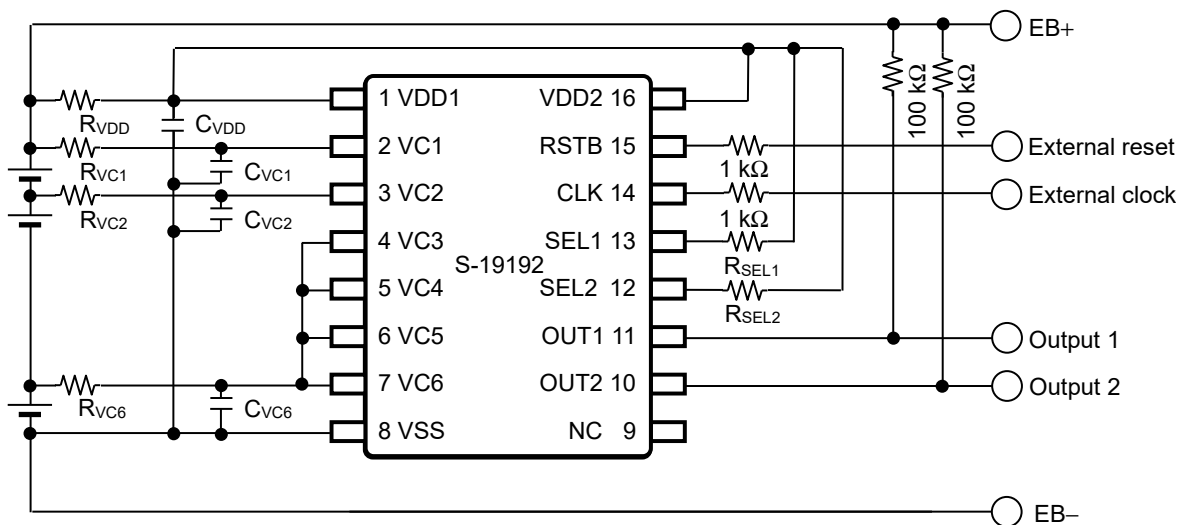 EB+
100 kΩ
100 kΩ
1 VDD1
VDD2 16
RVDD
CVDD
2 VC1
RSTB 15
External reset
RVC1
CVC1
1 kΩ
3 VC2
CLK 14
External clock
RVC2
CVC2
1 kΩ
4 VC3
SEL1 13
S-19192
RSEL1
5 VC4
SEL2 12
RSEL2
6 VC5
OUT1 11
Output 1
7 VC6
OUT2 10
Output 2
RVC6
CVC6
8 VSS
NC 9
EB−